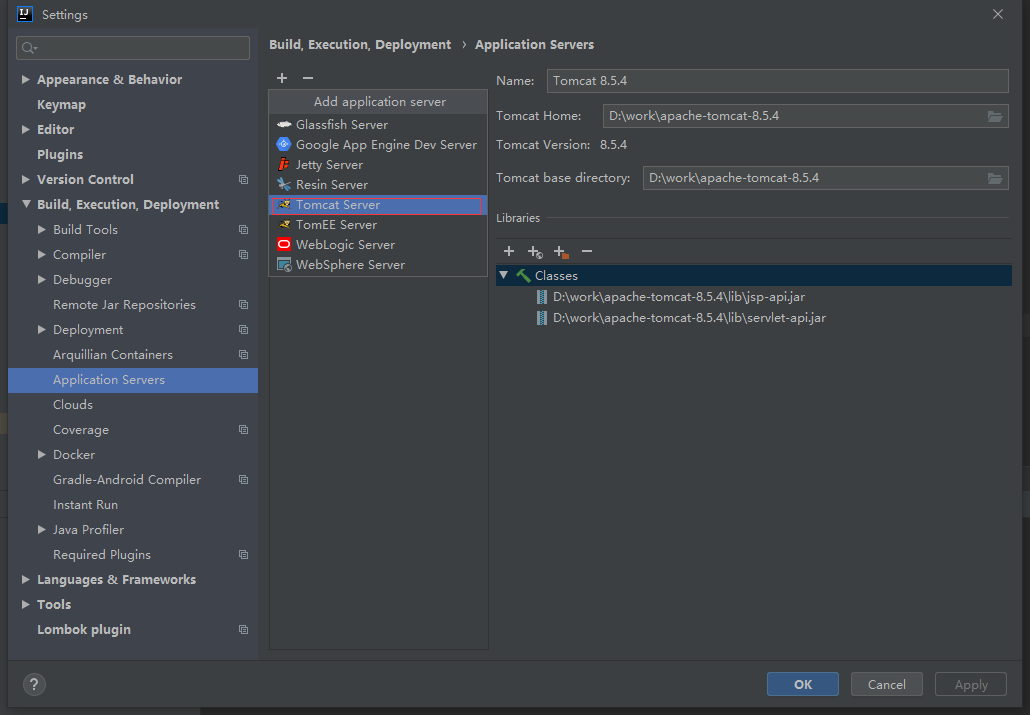 Settings
Appearance & Behavior
Keymap
Editor
Plugins
Version Control
Build, Execution, Deployment
Build Tools
Compiler
Debugger
Remote Jar Repositories
Deployment
Arquillian Containers
Application Servers
Clouds
Coverage
Docker
Gradle-Android Compiler
Instant Run
Java Profiler
Required Plugins
Languages & Frameworks
Tools
Lombok plugin
Build, Execution, Deployment › Application Servers
Add application server
Glassfish Server
Google App Engine Dev Server
Jetty Server
Resin Server
Tomcat Server
TomEE Server
WebLogic Server
WebSphere Server
Name: Tomcat 8.5.4
Tomcat Home: D:\work\apache-tomcat-8.5.4
Tomcat Version: 8.5.4
Tomcat base directory: D:\work\apache-tomcat-8.5.4
Libraries
Classes
D:\work\apache-tomcat-8.5.4\lib\jsp-api.jar
D:\work\apache-tomcat-8.5.4\lib\servlet-api.jar
?
OK
Cancel
Apply